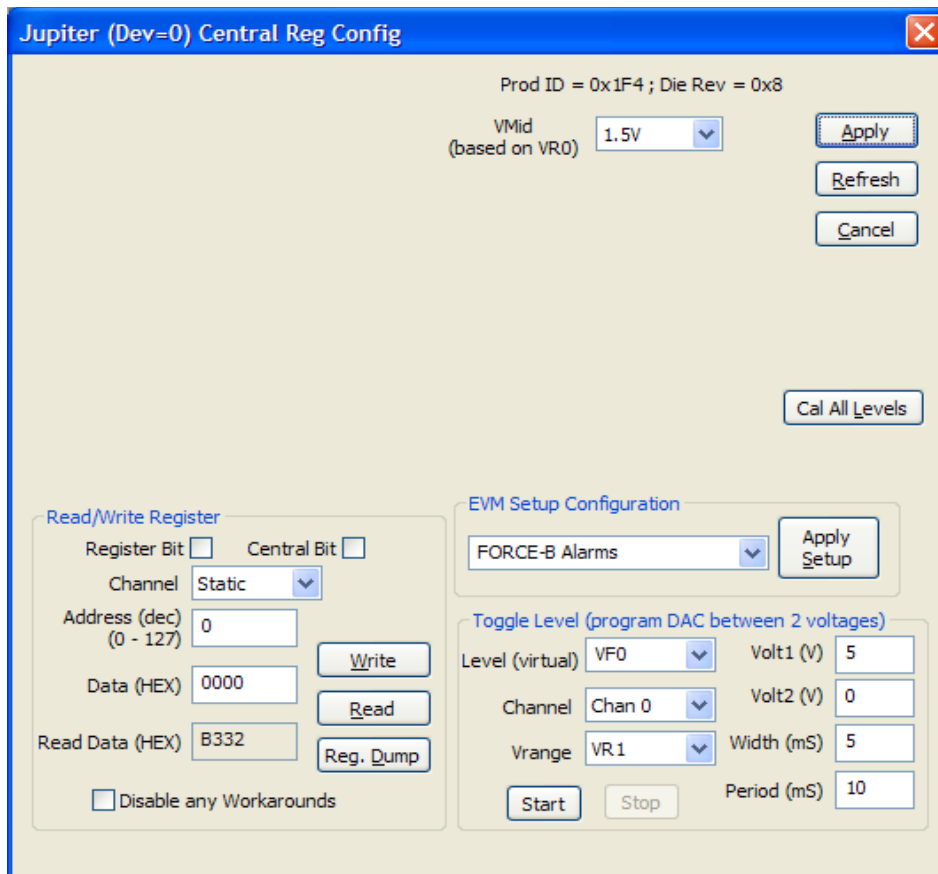 Jupiter (Dev=0) Central Reg Config
Prod ID = 0x1F4 ; Die Rev = 0x8
VMid
(based on VR0)
1.5V
Apply
Refresh
Cancel
Cal All Levels
Read/Write Register
Register Bit
Central Bit
Channel
Static
Address (dec)
(0 - 127)
0
Data (HEX)
0000
Read Data (HEX)
B332
Write
Read
Reg. Dump
Disable any Workarounds
EVM Setup Configuration
FORCE-B Alarms
Apply
Setup
Toggle Level (program DAC between 2 voltages)
Level (virtual)
VF0
Channel
Chan 0
Vrange
VR1
Start
Stop
Volt1 (V)
5
Volt2 (V)
0
Width (mS)
5
Period (mS)
10